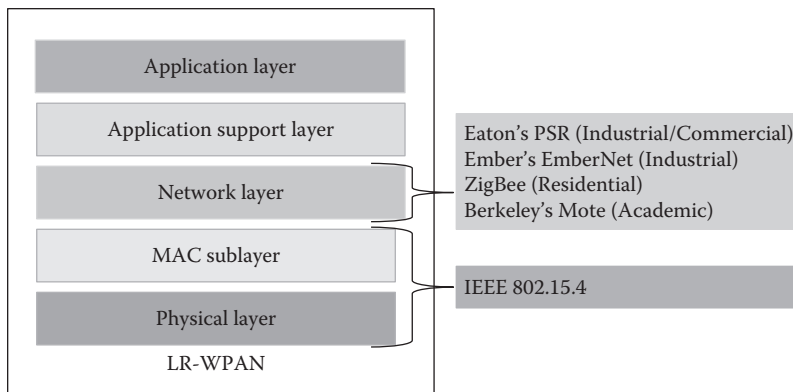 Application layer
Application support layer
Network layer
MAC sublayer
Physical layer
LR-WPAN
Eaton's PSR (Industrial/Commercial)
Ember's EmberNet (Industrial)
ZigBee (Residential)
Berkeley's Mote (Academic)
IEEE 802.15.4